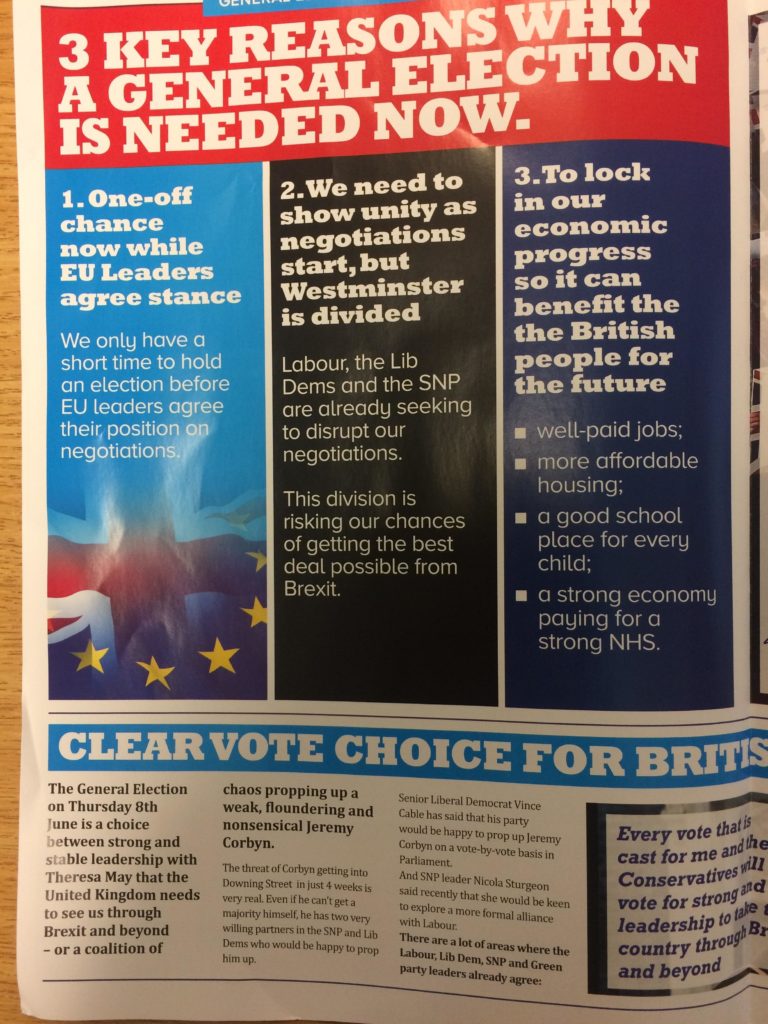 GENERAL
3 KEY REASONS WHY
A GENERAL ELECTION
IS NEEDED NOW.
1. One-off
chance
now while
EU Leaders
agree stance
We only have a
short time to hold
an election before
EU leaders agree
their position on
negotiations.
2. We need to
show unity as
negotiations
start, but
Westminster
is divided
Labour, the Lib
Dems and the SNP
are already seeking
to disrupt our
negotiations.
This division is
risking our chances
of getting the best
deal possible from
Brexit.
3. To lock
in our
economic
progress
so it can
benefit the
the British
people for
the future
■ well-paid jobs;
■ more affordable
housing;
■ a good school
place for every
child;
■ a strong economy
paying for a
strong NHS.
CLEAR VOTE CHOICE FOR BRITIS
The General Election
on Thursday 8th
June is a choice
between strong and
stable leadership with
Theresa May that the
United Kingdom needs
to see us through
Brexit and beyond
– or a coalition of
chaos propping up a
weak, floundering and
nonsensical Jeremy
Corbyn.
The threat of Corbyn getting into
Downing Street in just 4 weeks is
very real. Even if he can't get a
majority himself, he has two very
willing partners in the SNP and Lib
Dems who would be happy to prop
him up.
Senior Liberal Democrat Vince
Cable has said that his party
would be happy to prop up Jeremy
Corbyn on a vote-by-vote basis in
Parliament.
And SNP leader Nicola Sturgeon
said recently that she would be keen
to explore a more formal alliance
with Labour.
There are a lot of areas where the
Labour, Lib Dem, SNP and Green
party leaders already agree:
Every vote that is
cast for me and the
Conservatives will
vote for strong and
leadership to take
country through Br
and beyond